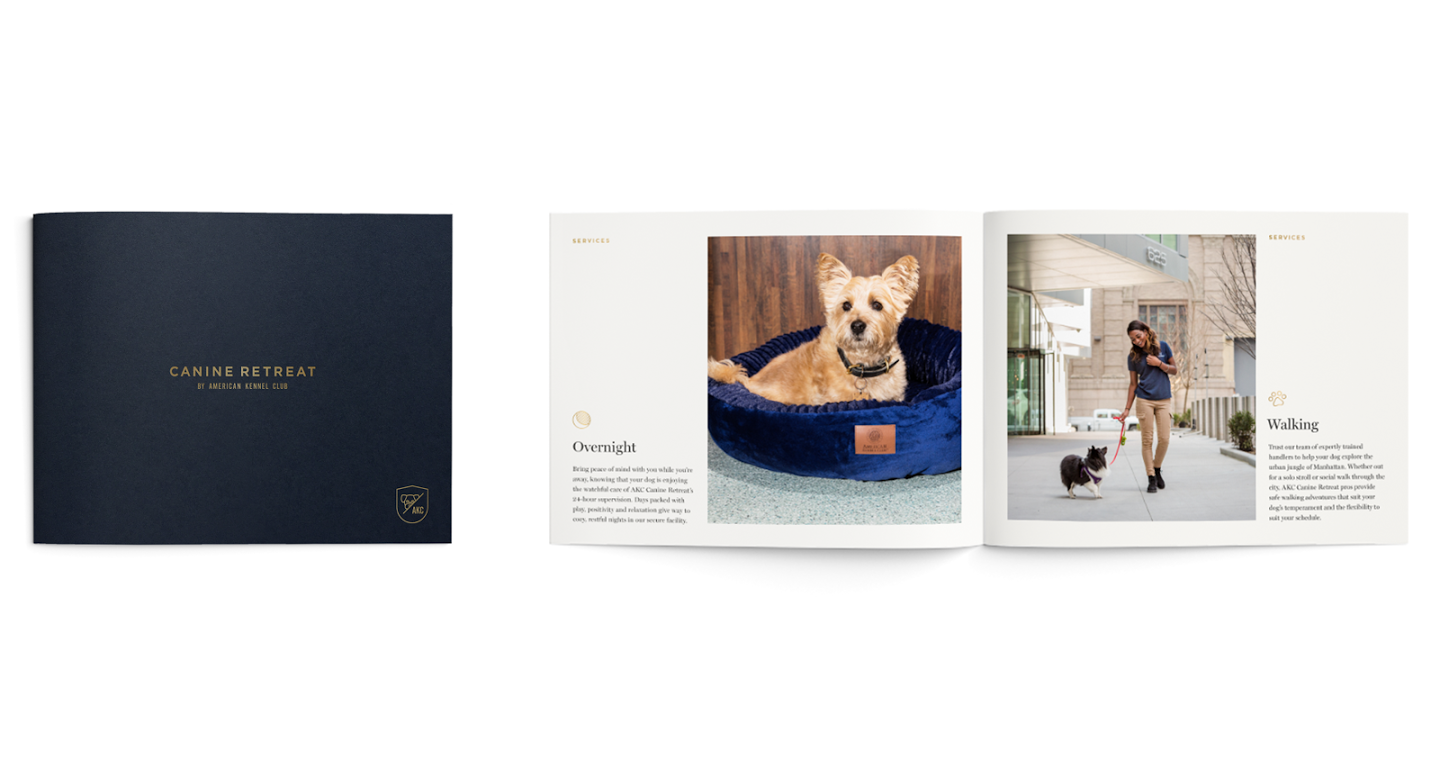 CANINE RETREAT
BY AMERICAN KENNEL CLUB
AKC
SERVICES
Overnight
Bring peace of mind with you while you're
away, knowing that your dog is enjoying
the watchful care of AKC Canine Retreat's
24-hour supervision. Days packed with
play, positivity and relaxation give way to
cozy, restful nights in our secure facility.
SERVICES
Walking
Trust our team of expertly trained
handlers to help your dog explore the
urban jungle of Manhattan. Whether out
for a solo stroll or social walk through the
city, AKC Canine Retreat pros provide
safe walking adventures that suit your
dog's temperament and the flexibility to
suit your schedule.